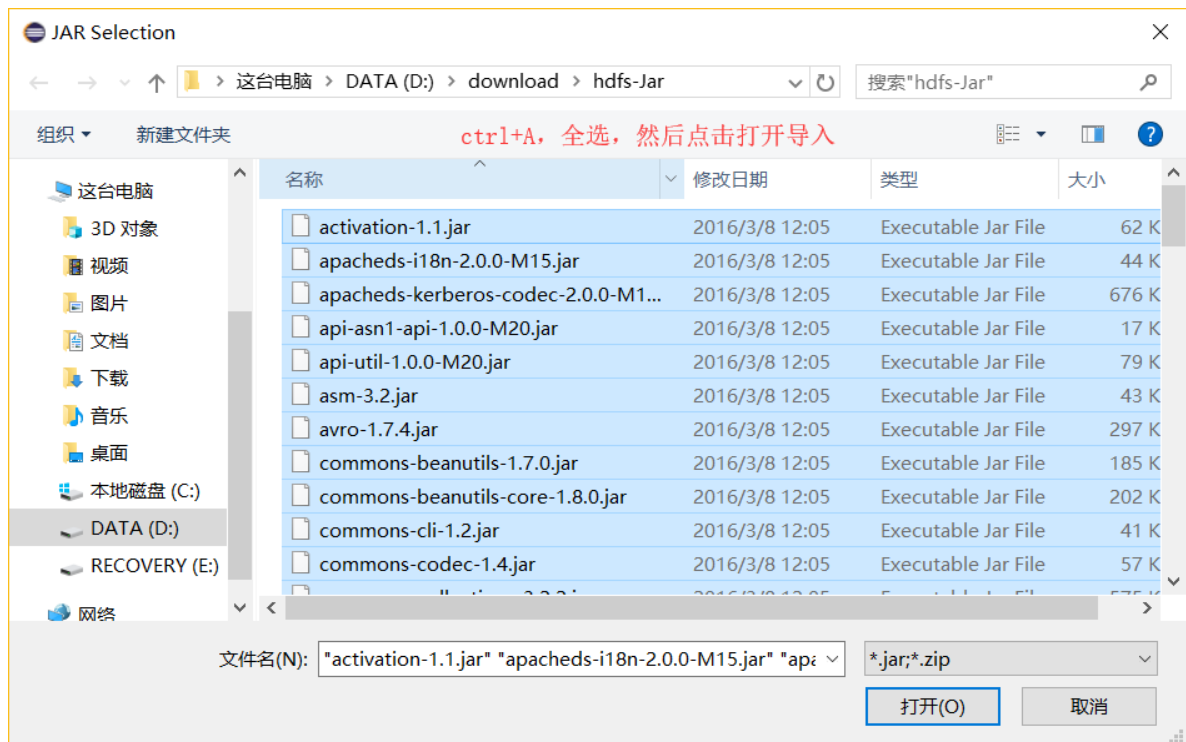 JAR Selection
这台电脑 > DATA (D:) > download > hdfs-Jar
搜索"hdfs-Jar"
组织 新建文件夹 ctrl+A，全选，然后点击打开导入
名称 修改日期 类型 大小
这台电脑
3D 对象
视频
图片
文档
下载
音乐
桌面
本地磁盘 (C:)
DATA (D:)
RECOVERY (E:)
网络
activation-1.1.jar 2016/3/8 12:05 Executable Jar File 62 K
apacheds-i18n-2.0.0-M15.jar 2016/3/8 12:05 Executable Jar File 44 K
apacheds-kerberos-codec-2.0.0-M1... 2016/3/8 12:05 Executable Jar File 676 K
api-asn1-api-1.0.0-M20.jar 2016/3/8 12:05 Executable Jar File 17 K
api-util-1.0.0-M20.jar 2016/3/8 12:05 Executable Jar File 79 K
asm-3.2.jar 2016/3/8 12:05 Executable Jar File 43 K
avro-1.7.4.jar 2016/3/8 12:05 Executable Jar File 297 K
commons-beanutils-1.7.0.jar 2016/3/8 12:05 Executable Jar File 185 K
commons-beanutils-core-1.8.0.jar 2016/3/8 12:05 Executable Jar File 202 K
commons-cli-1.2.jar 2016/3/8 12:05 Executable Jar File 41 K
commons-codec-1.4.jar 2016/3/8 12:05 Executable Jar File 57 K
文件名(N): "activation-1.1.jar" "apacheds-i18n-2.0.0-M15.jar" "apa
*.jar;*.zip
打开(O) 取消